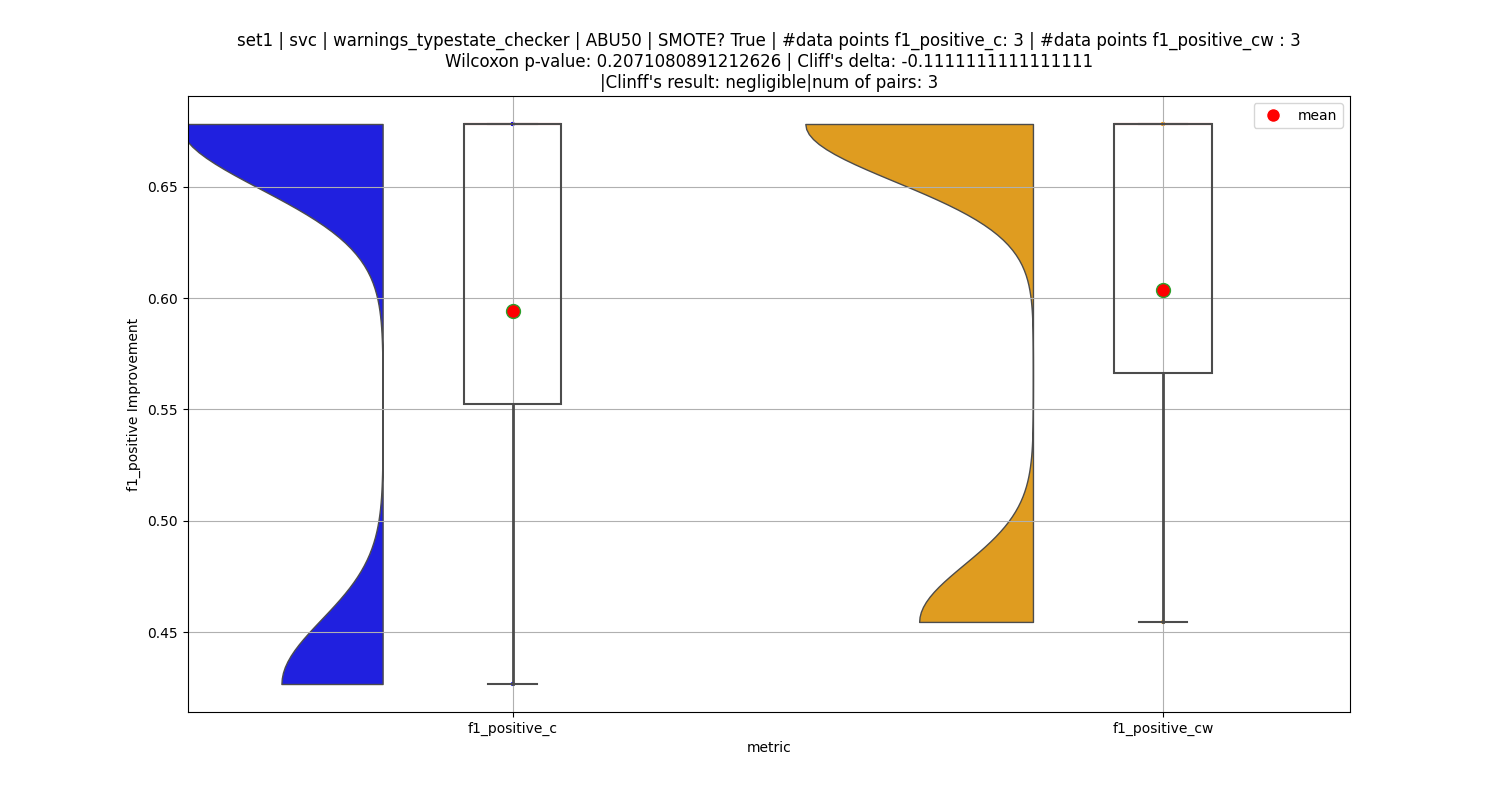 set1 | svc | warnings_typestate_checker | ABU50 | SMOTE? True | #data points f1_positive_c: 3 | #data points f1_positive_cw : 3
Wilcoxon p-value: 0.2071080891212626 | Cliff's delta: -0.1111111111111111
|Clinff's result: negligible|num of pairs: 3
mean
0.65
0.60
0.55
0.50
0.45
f1_positive Improvement
f1_positive_c
f1_positive_cw
metric